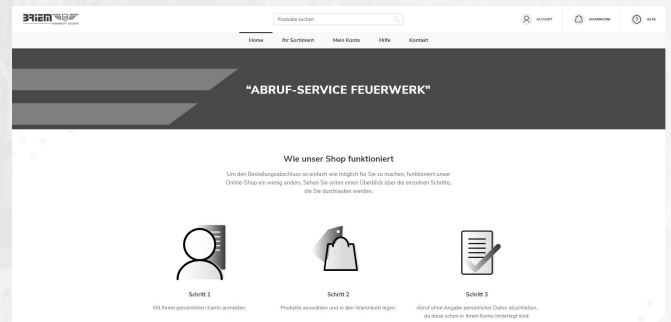 BRIEM
Produkte suchen
ACCOUNT
WARENKORB
HILFE
Home Ihr Sortiment Mein Konto Hilfe Kontakt
“ABRUF-SERVICE FEUERWERK”
Wie unser Shop funktioniert
Um den Bestellungsabschluss so einfach wie möglich für Sie zu machen, funktioniert unser
Online-Shop ein wenig anders. Sehen Sie unten einen Überblick über die einzelnen Schritte,
die Sie durchlaufen werden.
Schritt 1
Mit Ihrem persönlichen Konto anmelden.
Schritt 2
Produkte auswählen und in den Warenkorb legen.
Schritt 3
Abruf ohne Angabe persönlicher Daten abschließen,
da diese schon in Ihrem Konto hinterlegt sind.